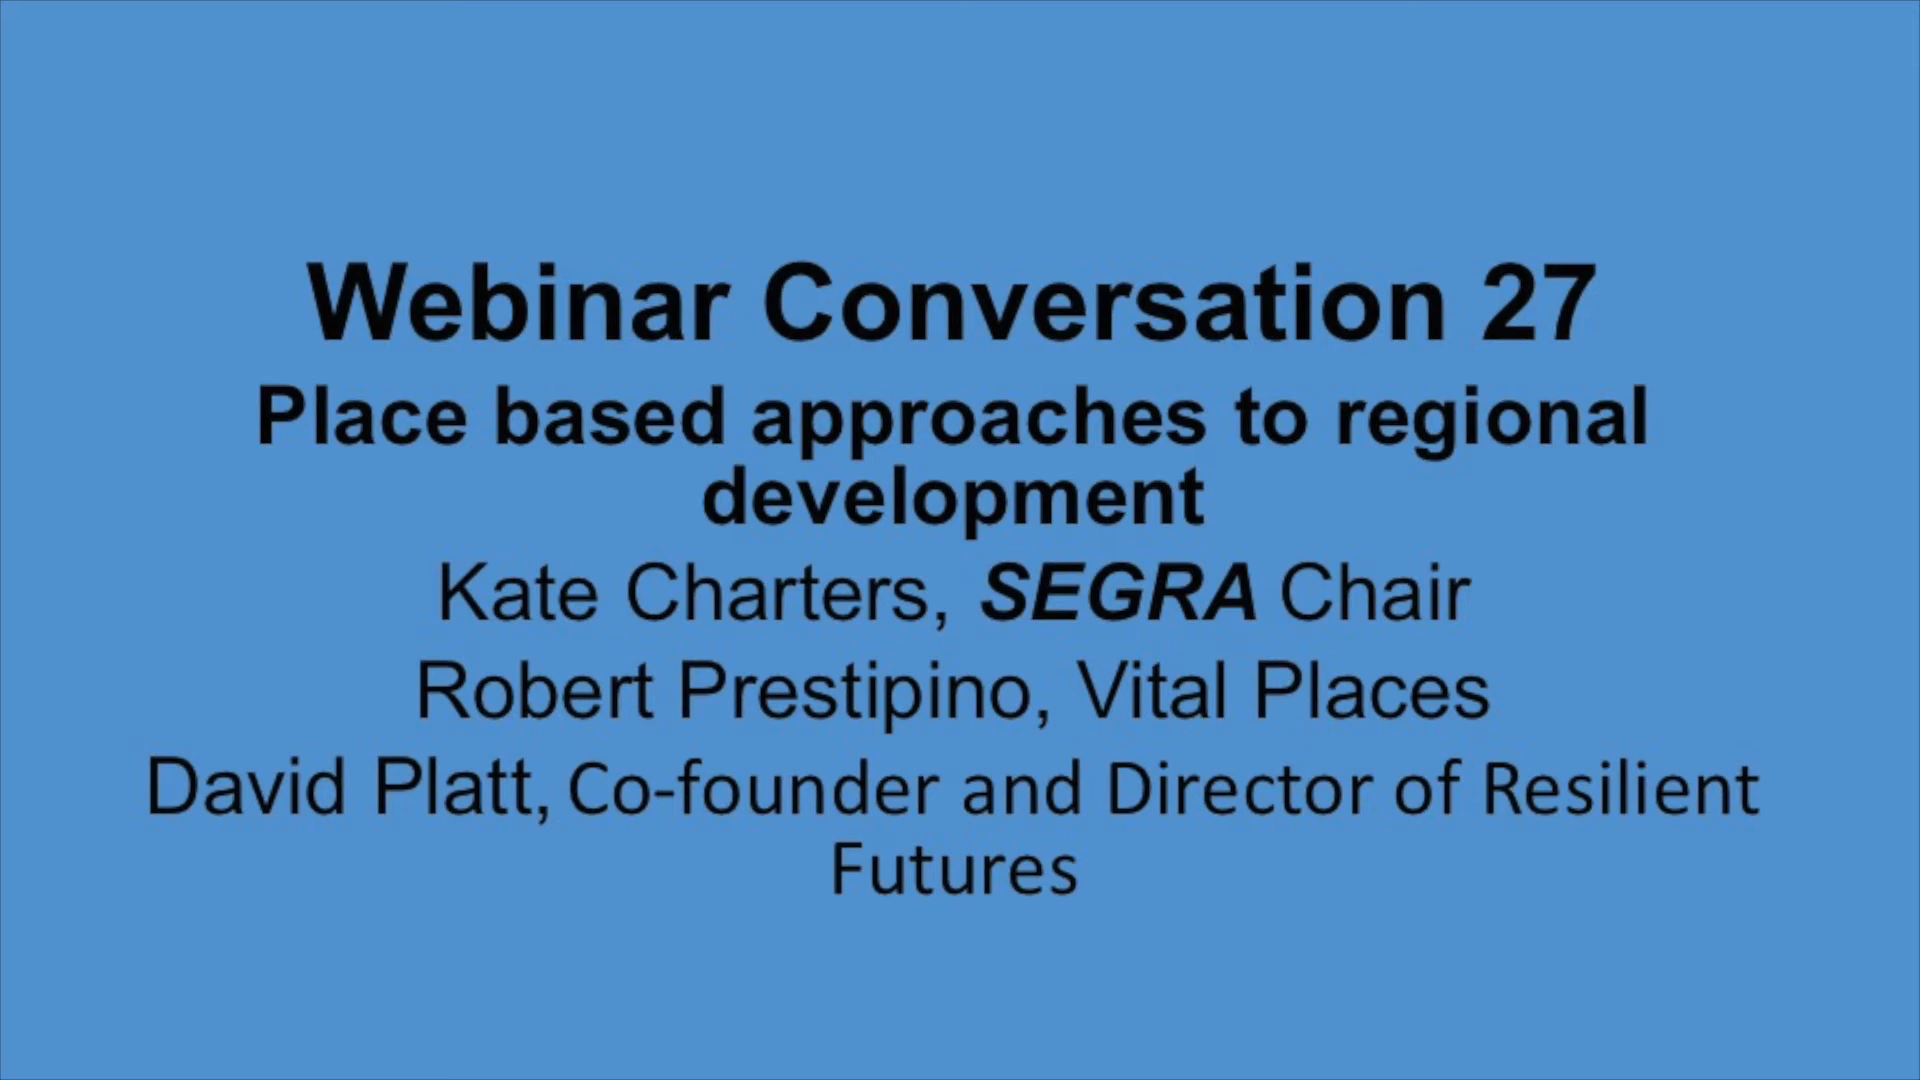 Webinar Conversation 27
Place based approaches to regional
development
Kate Charters, SEGRA Chair
Robert Prestipino, Vital Places
David Platt, Co-founder and Director of Resilient
Futures